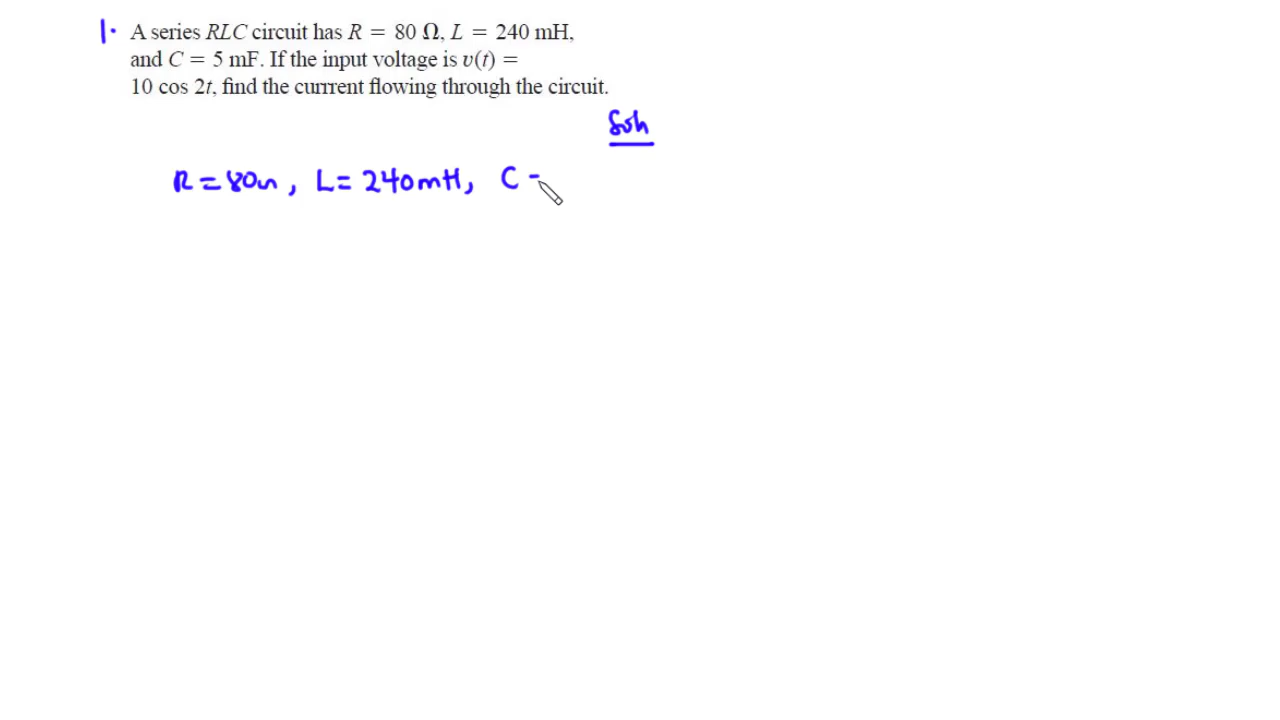 1. A series RLC circuit has R = 80 Ω, L = 240 mH,
and C = 5 mF. If the input voltage is v(t) =
10 cos 2t, find the currrent flowing through the circuit.
Soln
R = 80Ω, L = 240mH, C =